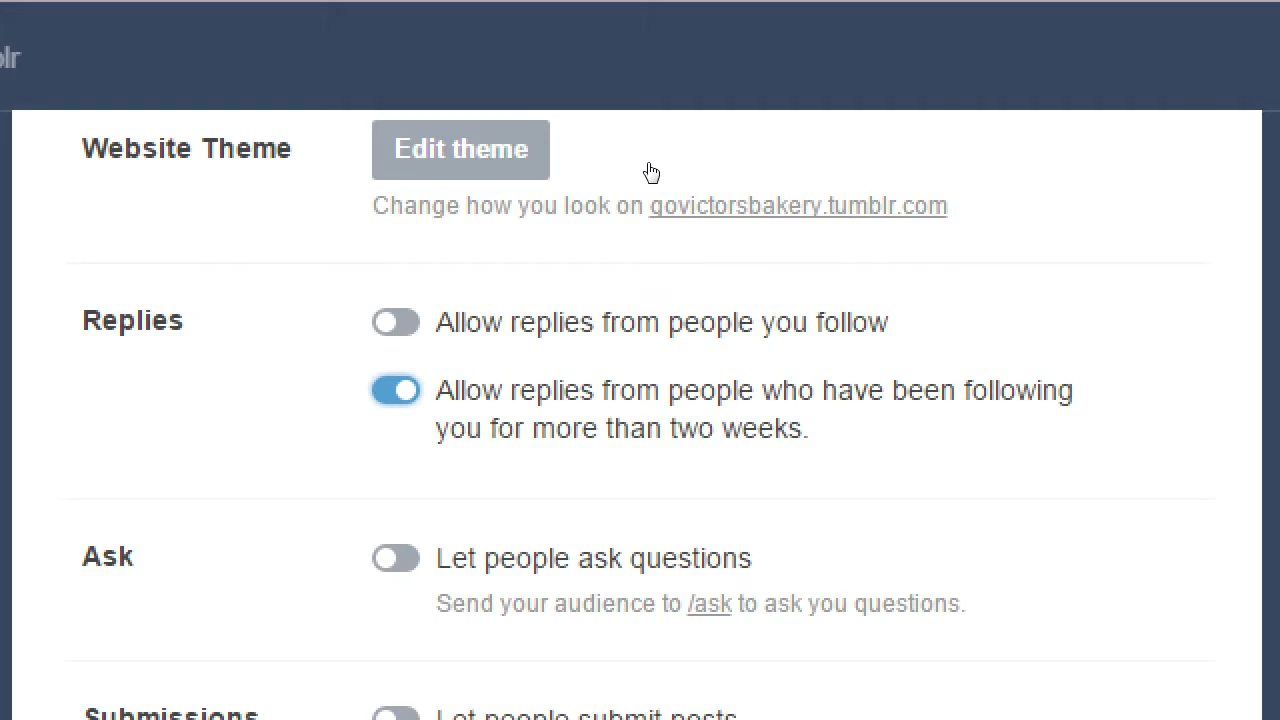 blr
Website Theme
Edit theme
Change how you look on govictorsbakery.tumblr.com
Replies
Allow replies from people you follow
Allow replies from people who have been following
you for more than two weeks.
Ask
Let people ask questions
Send your audience to /ask to ask you questions.
Submissions
Let people submit posts